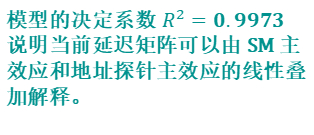 模型的决定系数 R² = 0.9973
说明当前延迟矩阵可以由 SM 主
效应和地址探针主效应的线性叠
加解释。